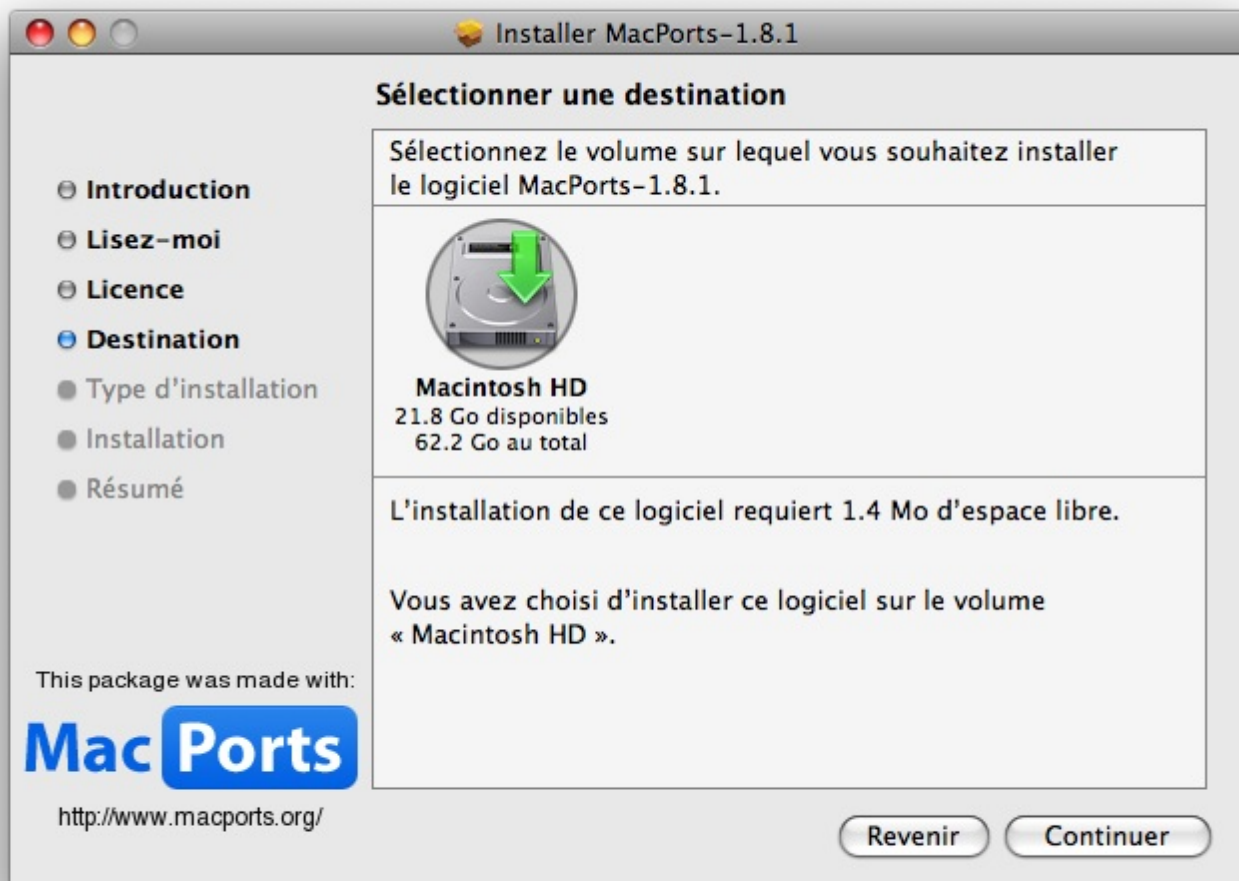 Installer MacPorts-1.8.1
Sélectionner une destination
Introduction
Lisez-moi
Licence
Destination
Type d'installation
Installation
Résumé
Sélectionnez le volume sur lequel vous souhaitez installer
le logiciel MacPorts-1.8.1.
Macintosh HD
21.8 Go disponibles
62.2 Go au total
L'installation de ce logiciel requiert 1.4 Mo d'espace libre.
Vous avez choisi d'installer ce logiciel sur le volume
« Macintosh HD ».
This package was made with:
Mac Ports
http://www.macports.org/
Revenir
Continuer